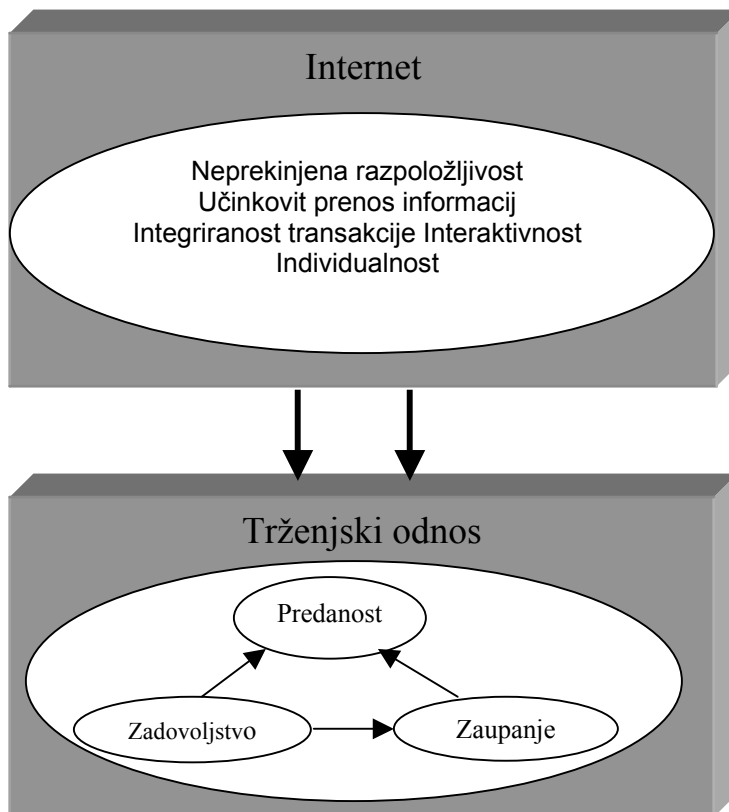 Internet
Neprekinjena razpoložljivost
Učinkovit prenos informacij
Integriranost transakcije Interaktivnost
Individualnost
Trženjski odnos
Predanost
Zadovoljstvo
Zaupanje